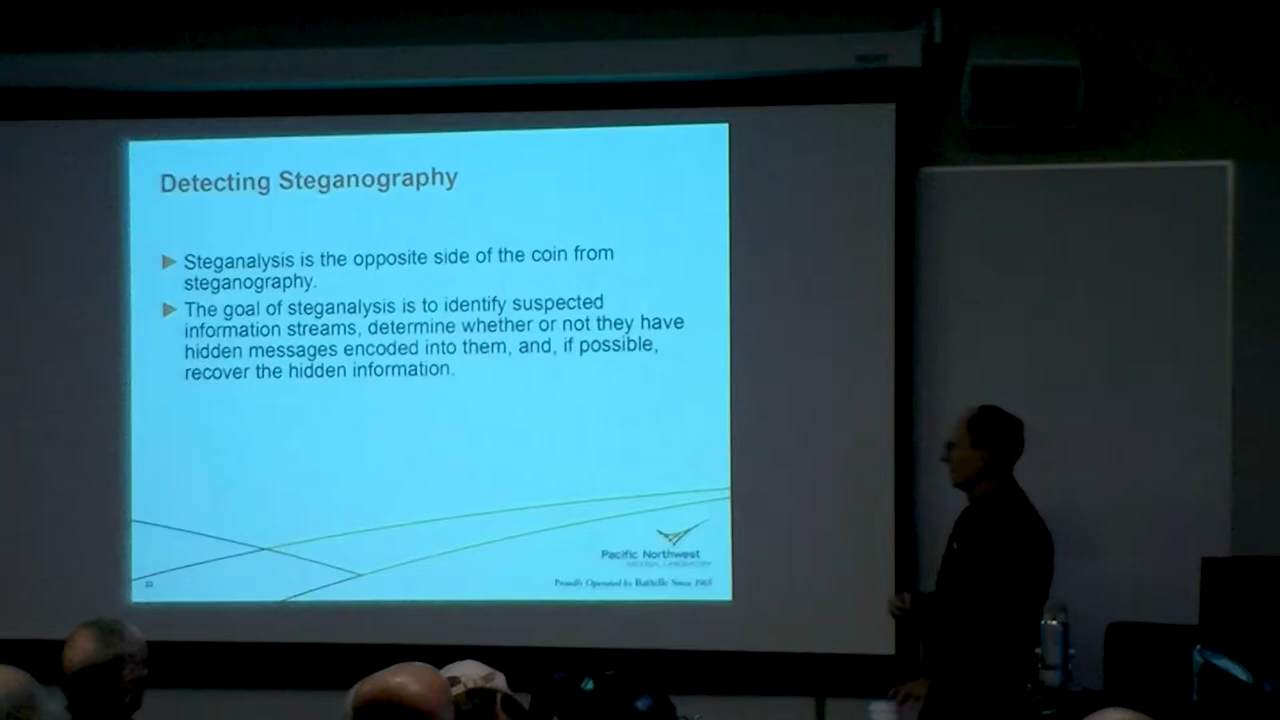 Detecting Steganography
Steganalysis is the opposite side of the coin from
steganography.
The goal of steganalysis is to identify suspected
information streams, determine whether or not they have
hidden messages encoded into them, and, if possible,
recover the hidden information.
Pacific Northwest
NATIONAL LABORATORY
Proudly Operated by Battelle Since 1965